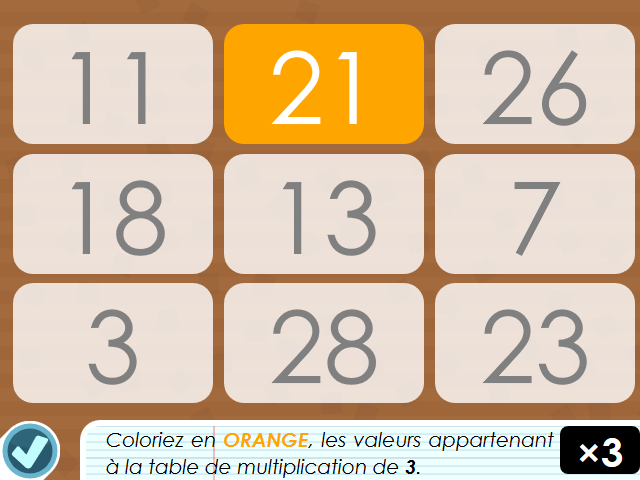 11 21 26
18 13 7
3 28 23
Coloriez en ORANGE, les valeurs appartenant
à la table de multiplication de 3.
×3